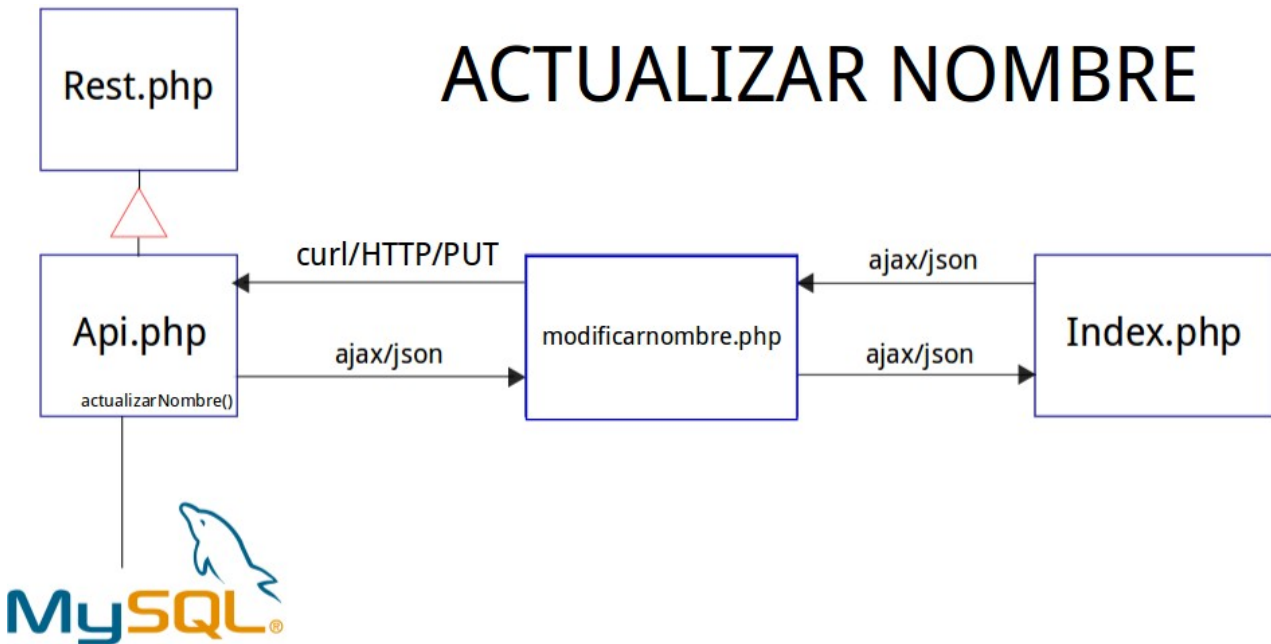 Rest.php
ACTUALIZAR NOMBRE
curl/HTTP/PUT
ajax/json
Api.php
modificarnombre.php
Index.php
ajax/json
ajax/json
actualizarNombre()
MySQL®